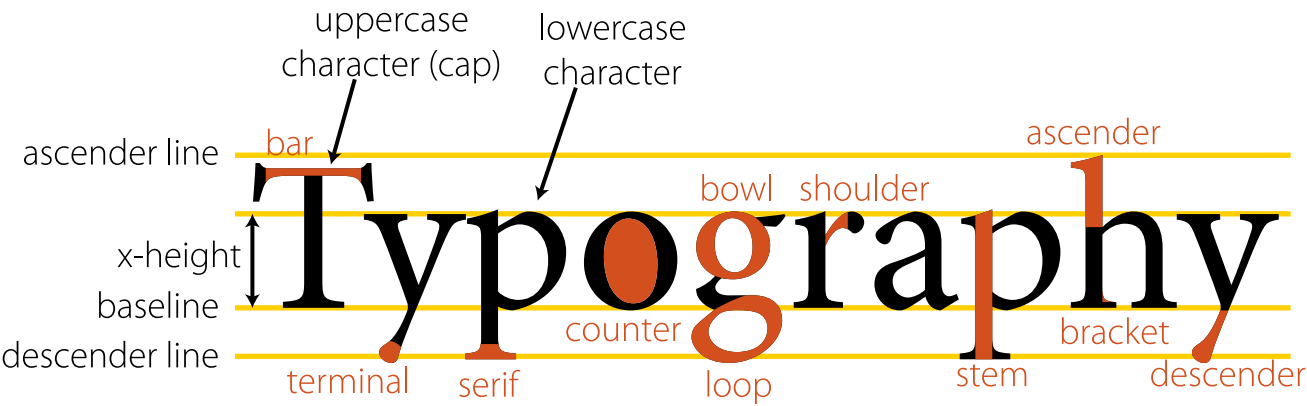 uppercase
character (cap)
lowercase
character
ascender line
bar
ascender
bowl
shoulder
Typography
x-height
baseline
counter
bracket
descender line
terminal
serif
loop
stem
descender